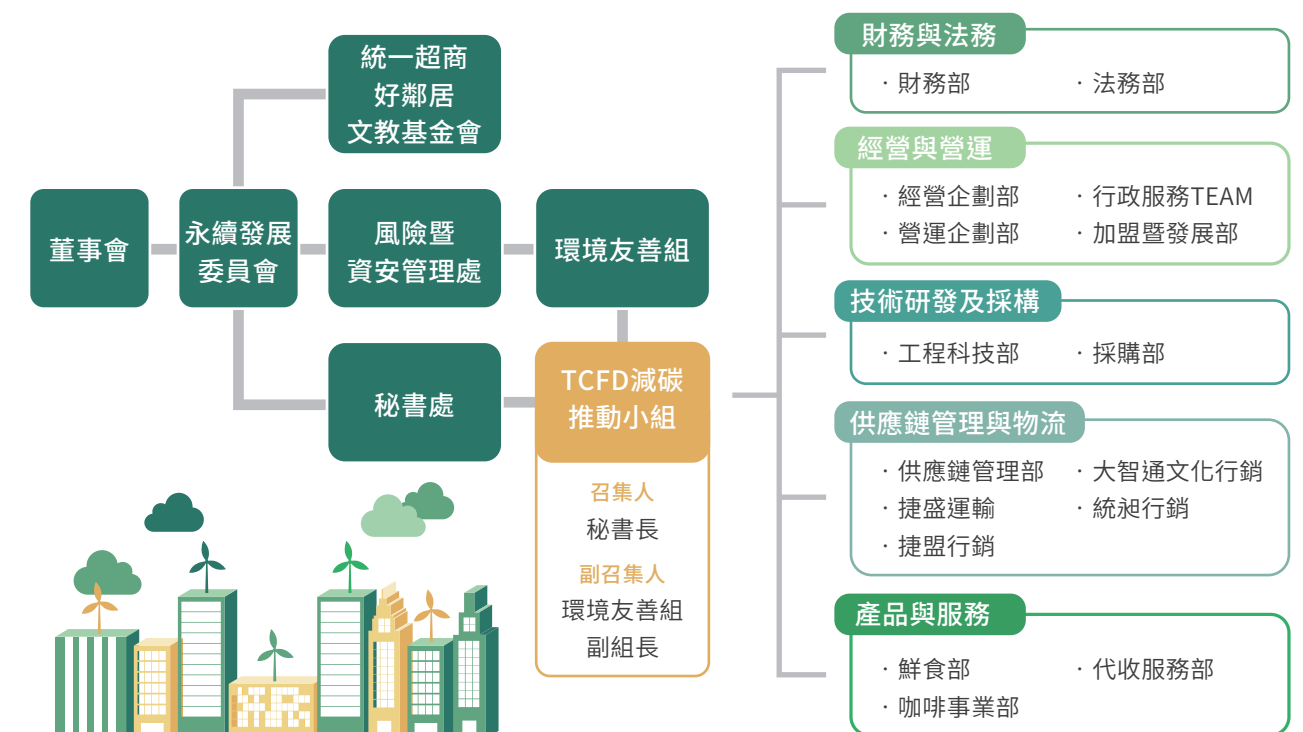 統一超商
好鄰居
文教基金會
董事會
永續發展
委員會
風險暨
資安管理處
環境友善組
秘書處
TCFD減碳
推動小組
召集人
秘書長
副召集人
環境友善組
副組長
財務與法務
· 財務部
· 法務部
經營與營運
· 經營企劃部
· 行政服務TEAM
· 營運企劃部
· 加盟暨發展部
技術研發及採構
· 工程科技部
· 採購部
供應鏈管理與物流
· 供應鏈管理部
· 大智通文化行銷
· 捷盛運輸
· 統昶行銷
· 捷盟行銷
產品與服務
· 鮮食部
· 代收服務部
· 咖啡事業部